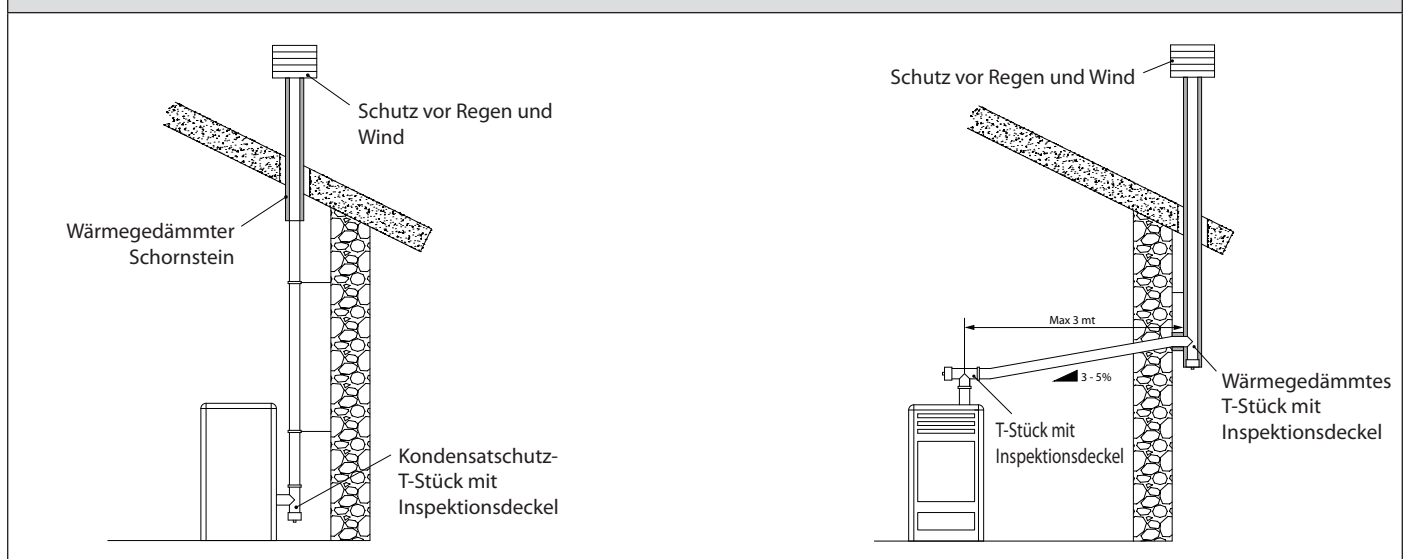 Schutz vor Regen und
Wind
Wärmegedämmter
Schornstein
Kondensatschutz-
T-Stück mit
Inspektionsdeckel
Schutz vor Regen und Wind
Max 3 mt
3 - 5%
T-Stück mit
Inspektionsdeckel
Wärmegedämmtes
T-Stück mit
Inspektionsdeckel